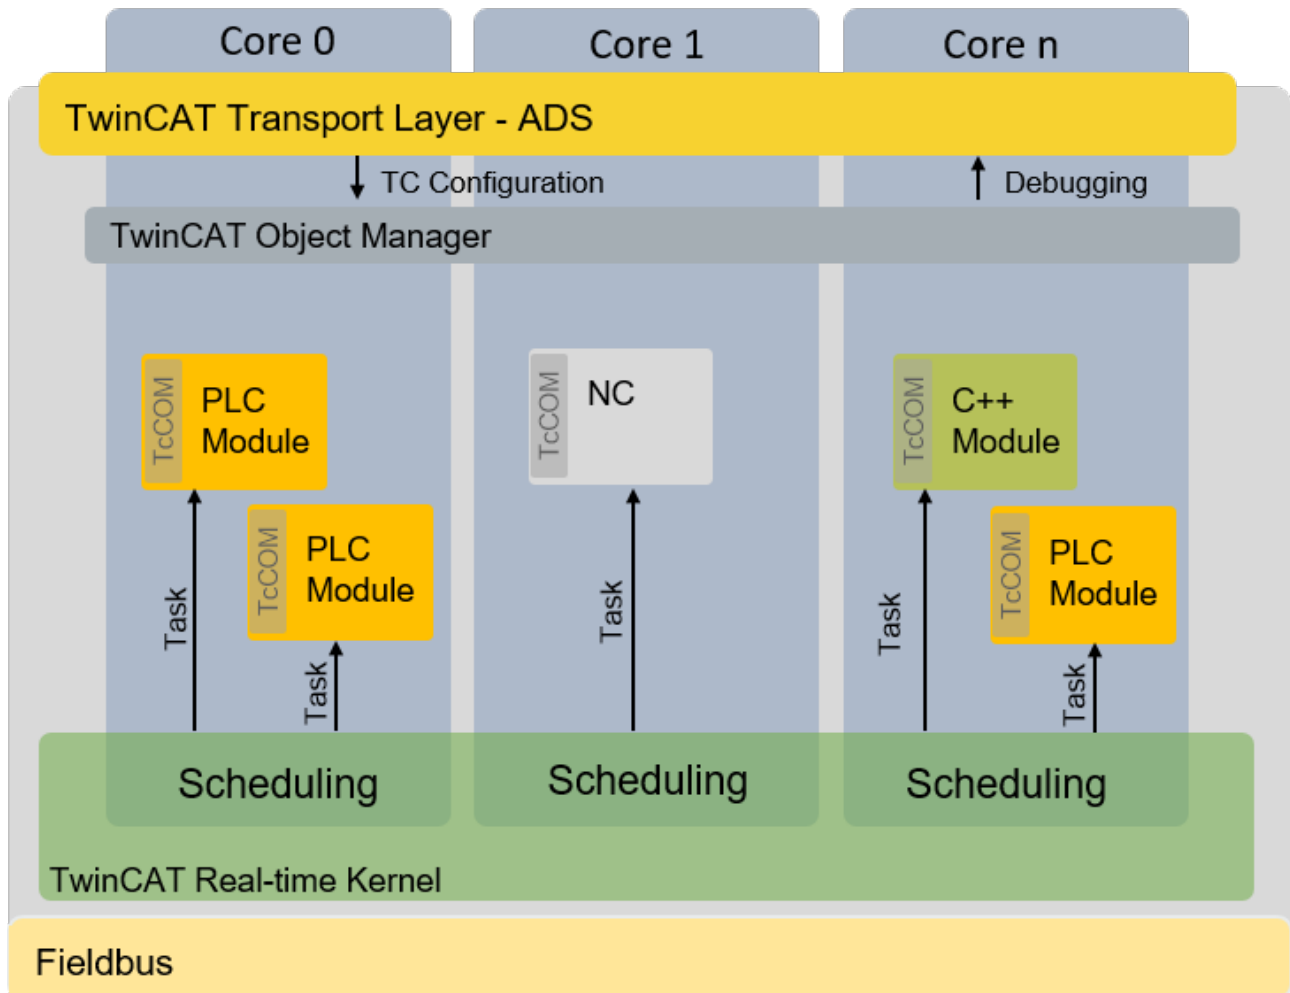 Core 0
Core 1
Core n
TwinCAT Transport Layer - ADS
TC Configuration
Debugging
TwinCAT Object Manager
TcCOM
PLC
Module
TcCOM
NC
TcCOM
C++
Module
TcCOM
PLC
Module
TcCOM
PLC
Module
Task
Task
Task
Task
Task
Scheduling
Scheduling
Scheduling
TwinCAT Real-time Kernel
Fieldbus